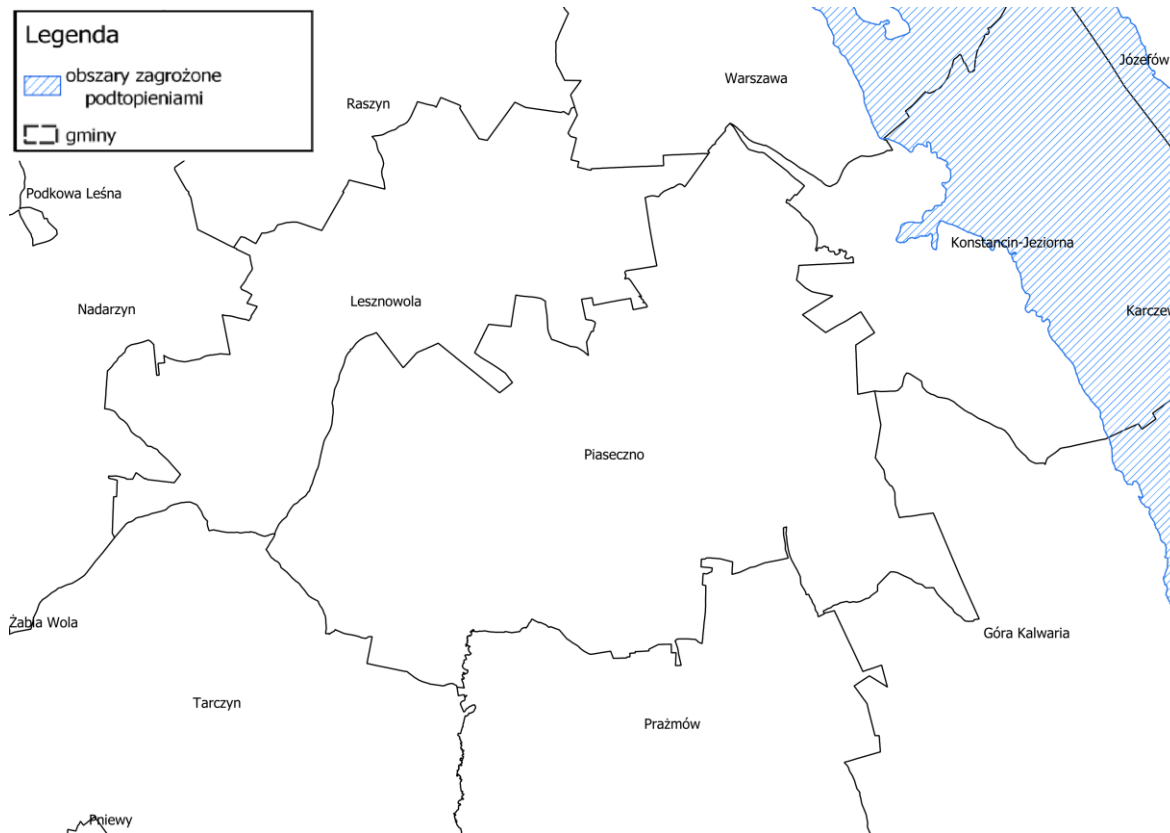 Legenda
obszary zagrożone
podtopieniami
gminy
Warszawa
Józefów
Raszyn
Podkowa Leśna
Konstancin-Jeziorna
Nadarzyn
Lesznowola
Karczew
Piaseczno
Żabia Wola
Góra Kalwaria
Tarczyn
Prażmów
Pniewy